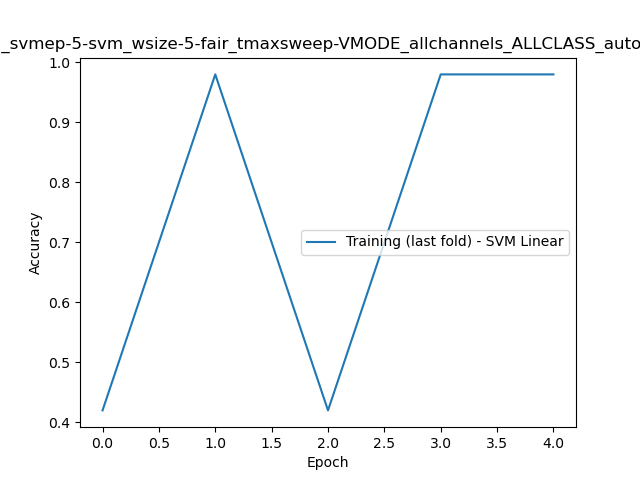 _svmep-5-svm_wsize-5-fair_tmaxsweep-VMODE_allchannels_ALLCLASS_auto
1.0
0.9
0.8
0.7
0.6
0.5
0.4
Accuracy
Training (last fold) - SVM Linear
0.0 0.5 1.0 1.5 2.0 2.5 3.0 3.5 4.0
Epoch